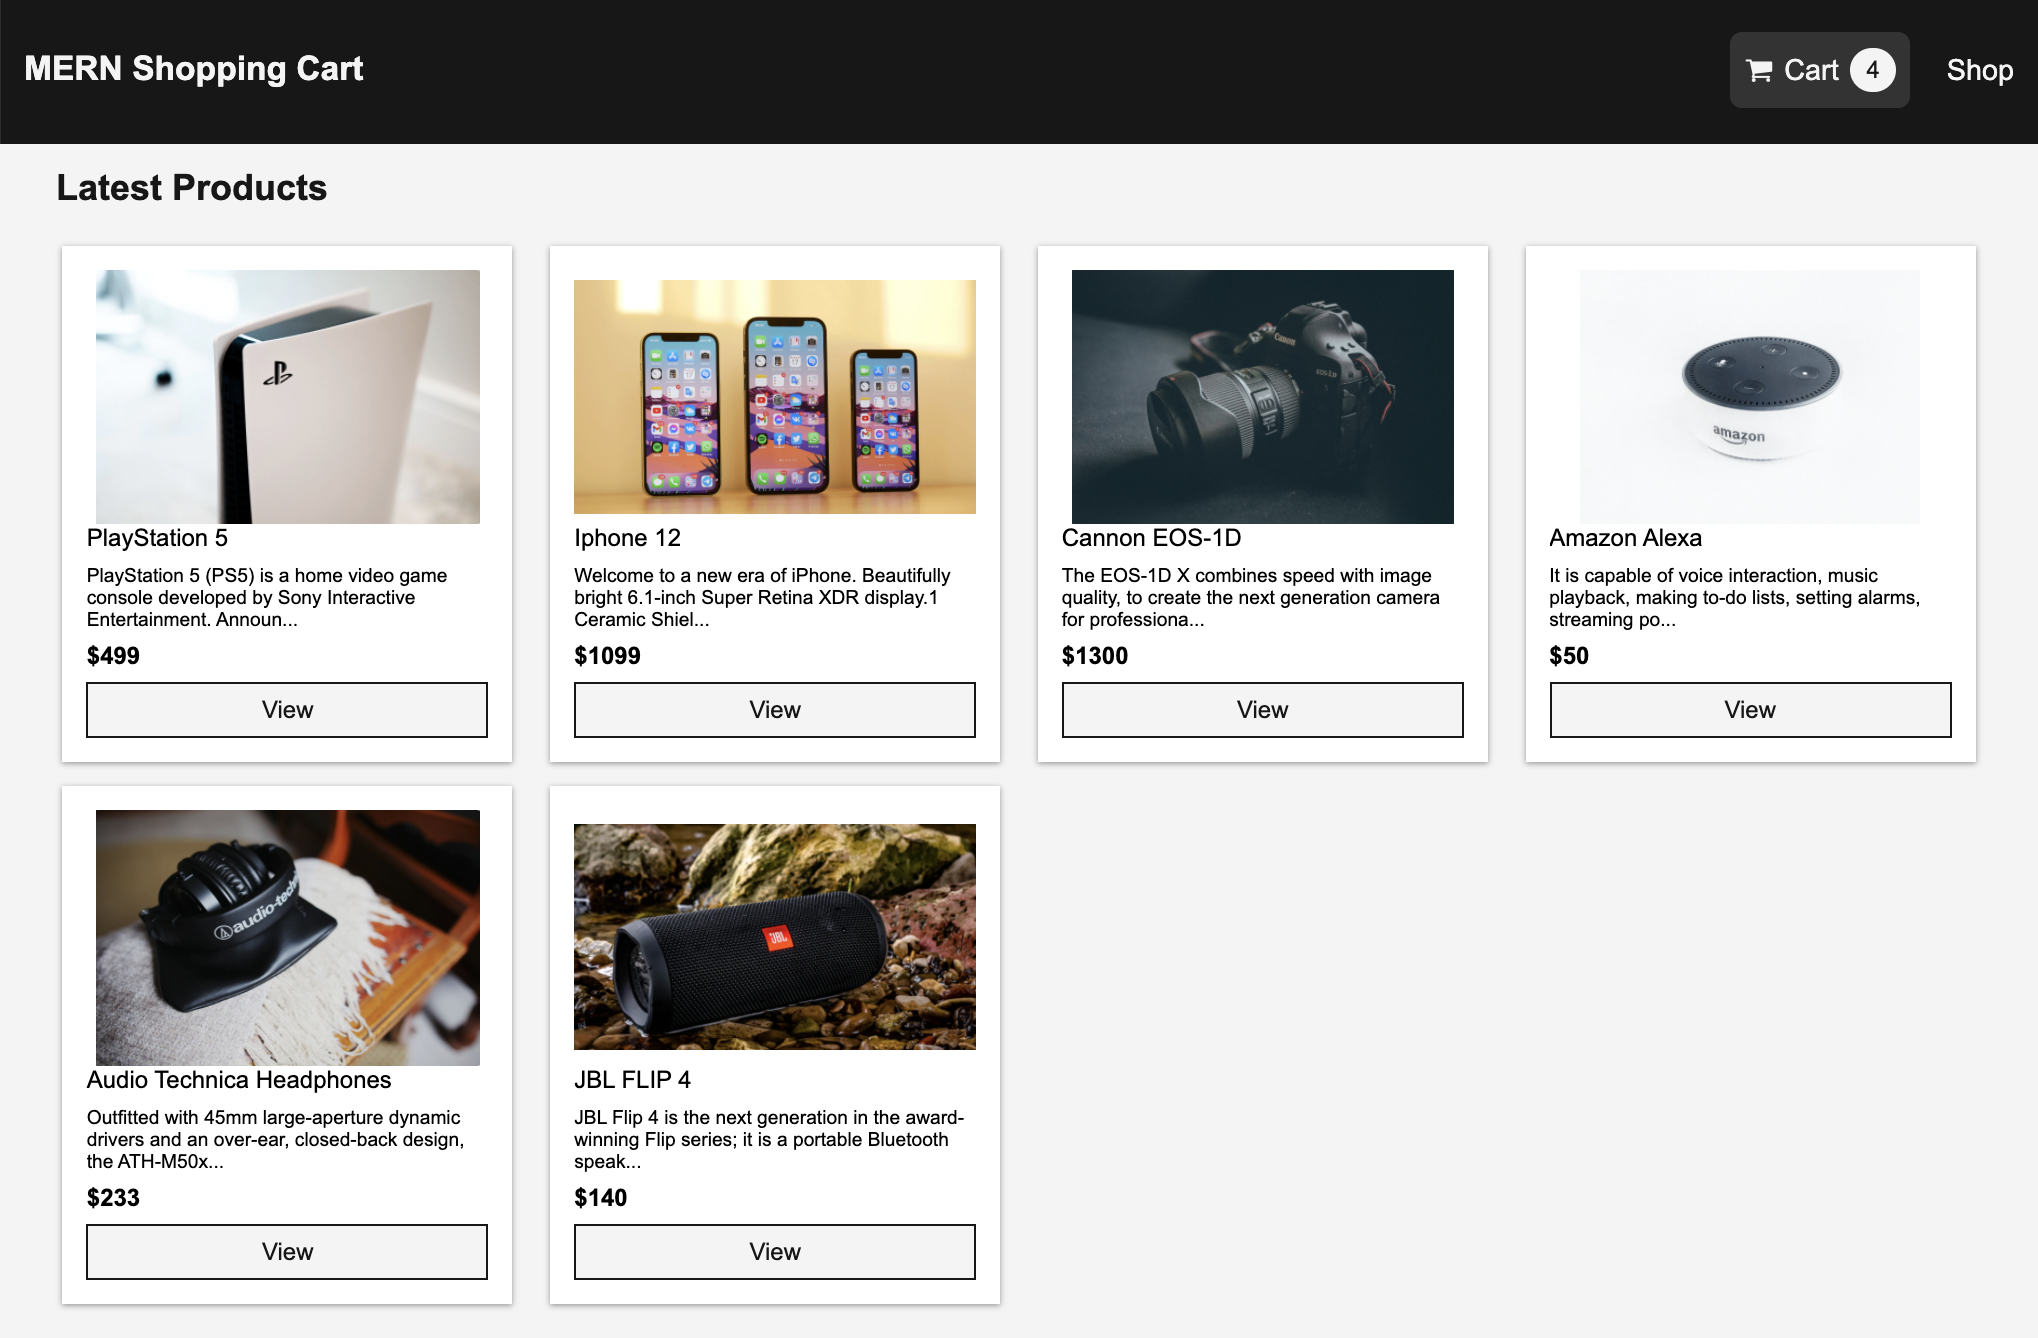 MERN Shopping Cart
Cart 4
Shop
Latest Products
PlayStation 5
PlayStation 5 (PS5) is a home video game
console developed by Sony Interactive
Entertainment. Announ...
$499
View
Iphone 12
Welcome to a new era of iPhone. Beautifully
bright 6.1-inch Super Retina XDR display.1
Ceramic Shiel...
$1099
View
Canon
EOS-1D
Cannon EOS-1D
The EOS-1D X combines speed with image
quality, to create the next generation camera
for professiona...
$1300
View
amazon
Amazon Alexa
It is capable of voice interaction, music
playback, making to-do lists, setting alarms,
streaming po...
$50
View
audio-techni
Audio Technica Headphones
Outfitted with 45mm large-aperture dynamic
drivers and an over-ear, closed-back design,
the ATH-M50x...
$233
View
JBL
JBL FLIP 4
JBL Flip 4 is the next generation in the award-
winning Flip series; it is a portable Bluetooth
speak...
$140
View